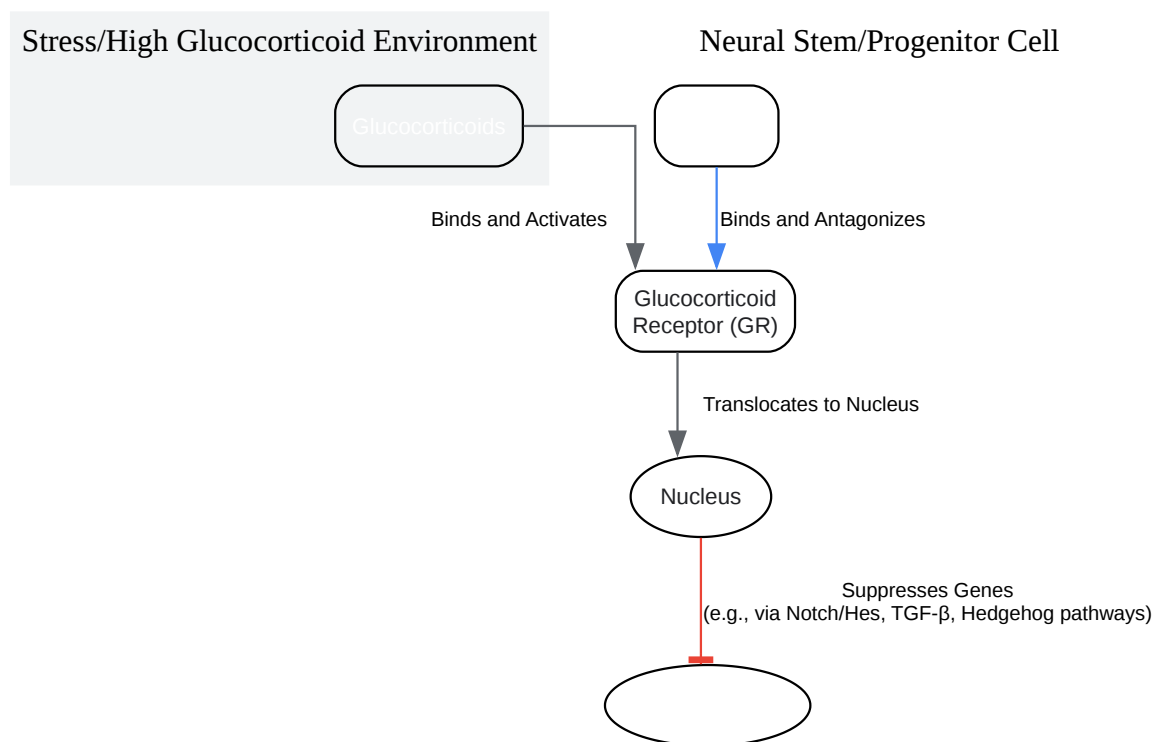 Stress/High Glucocorticoid Environment
Neural Stem/Progenitor Cell
Glucocorticoids
Binds and Activates
Binds and Antagonizes
Glucocorticoid
Receptor (GR)
Translocates to Nucleus
Nucleus
Suppresses Genes
(e.g., via Notch/Hes, TGF-β, Hedgehog pathways)